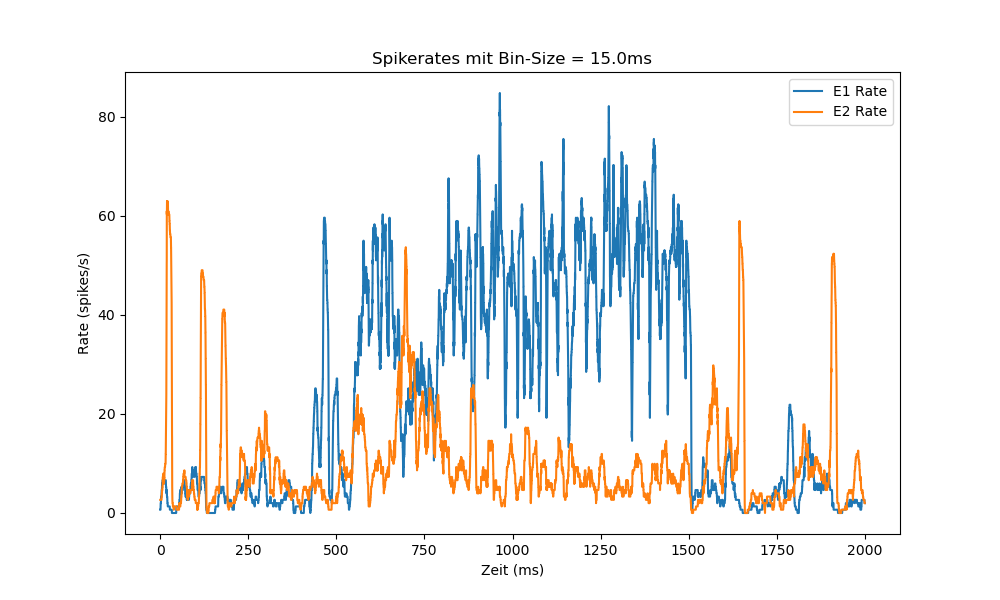 Spikerates mit Bin-Size = 15.0ms
E1 Rate
E2 Rate
Rate (spikes/s)
80
60
40
20
0
0 250 500 750 1000 1250 1500 1750 2000
Zeit (ms)